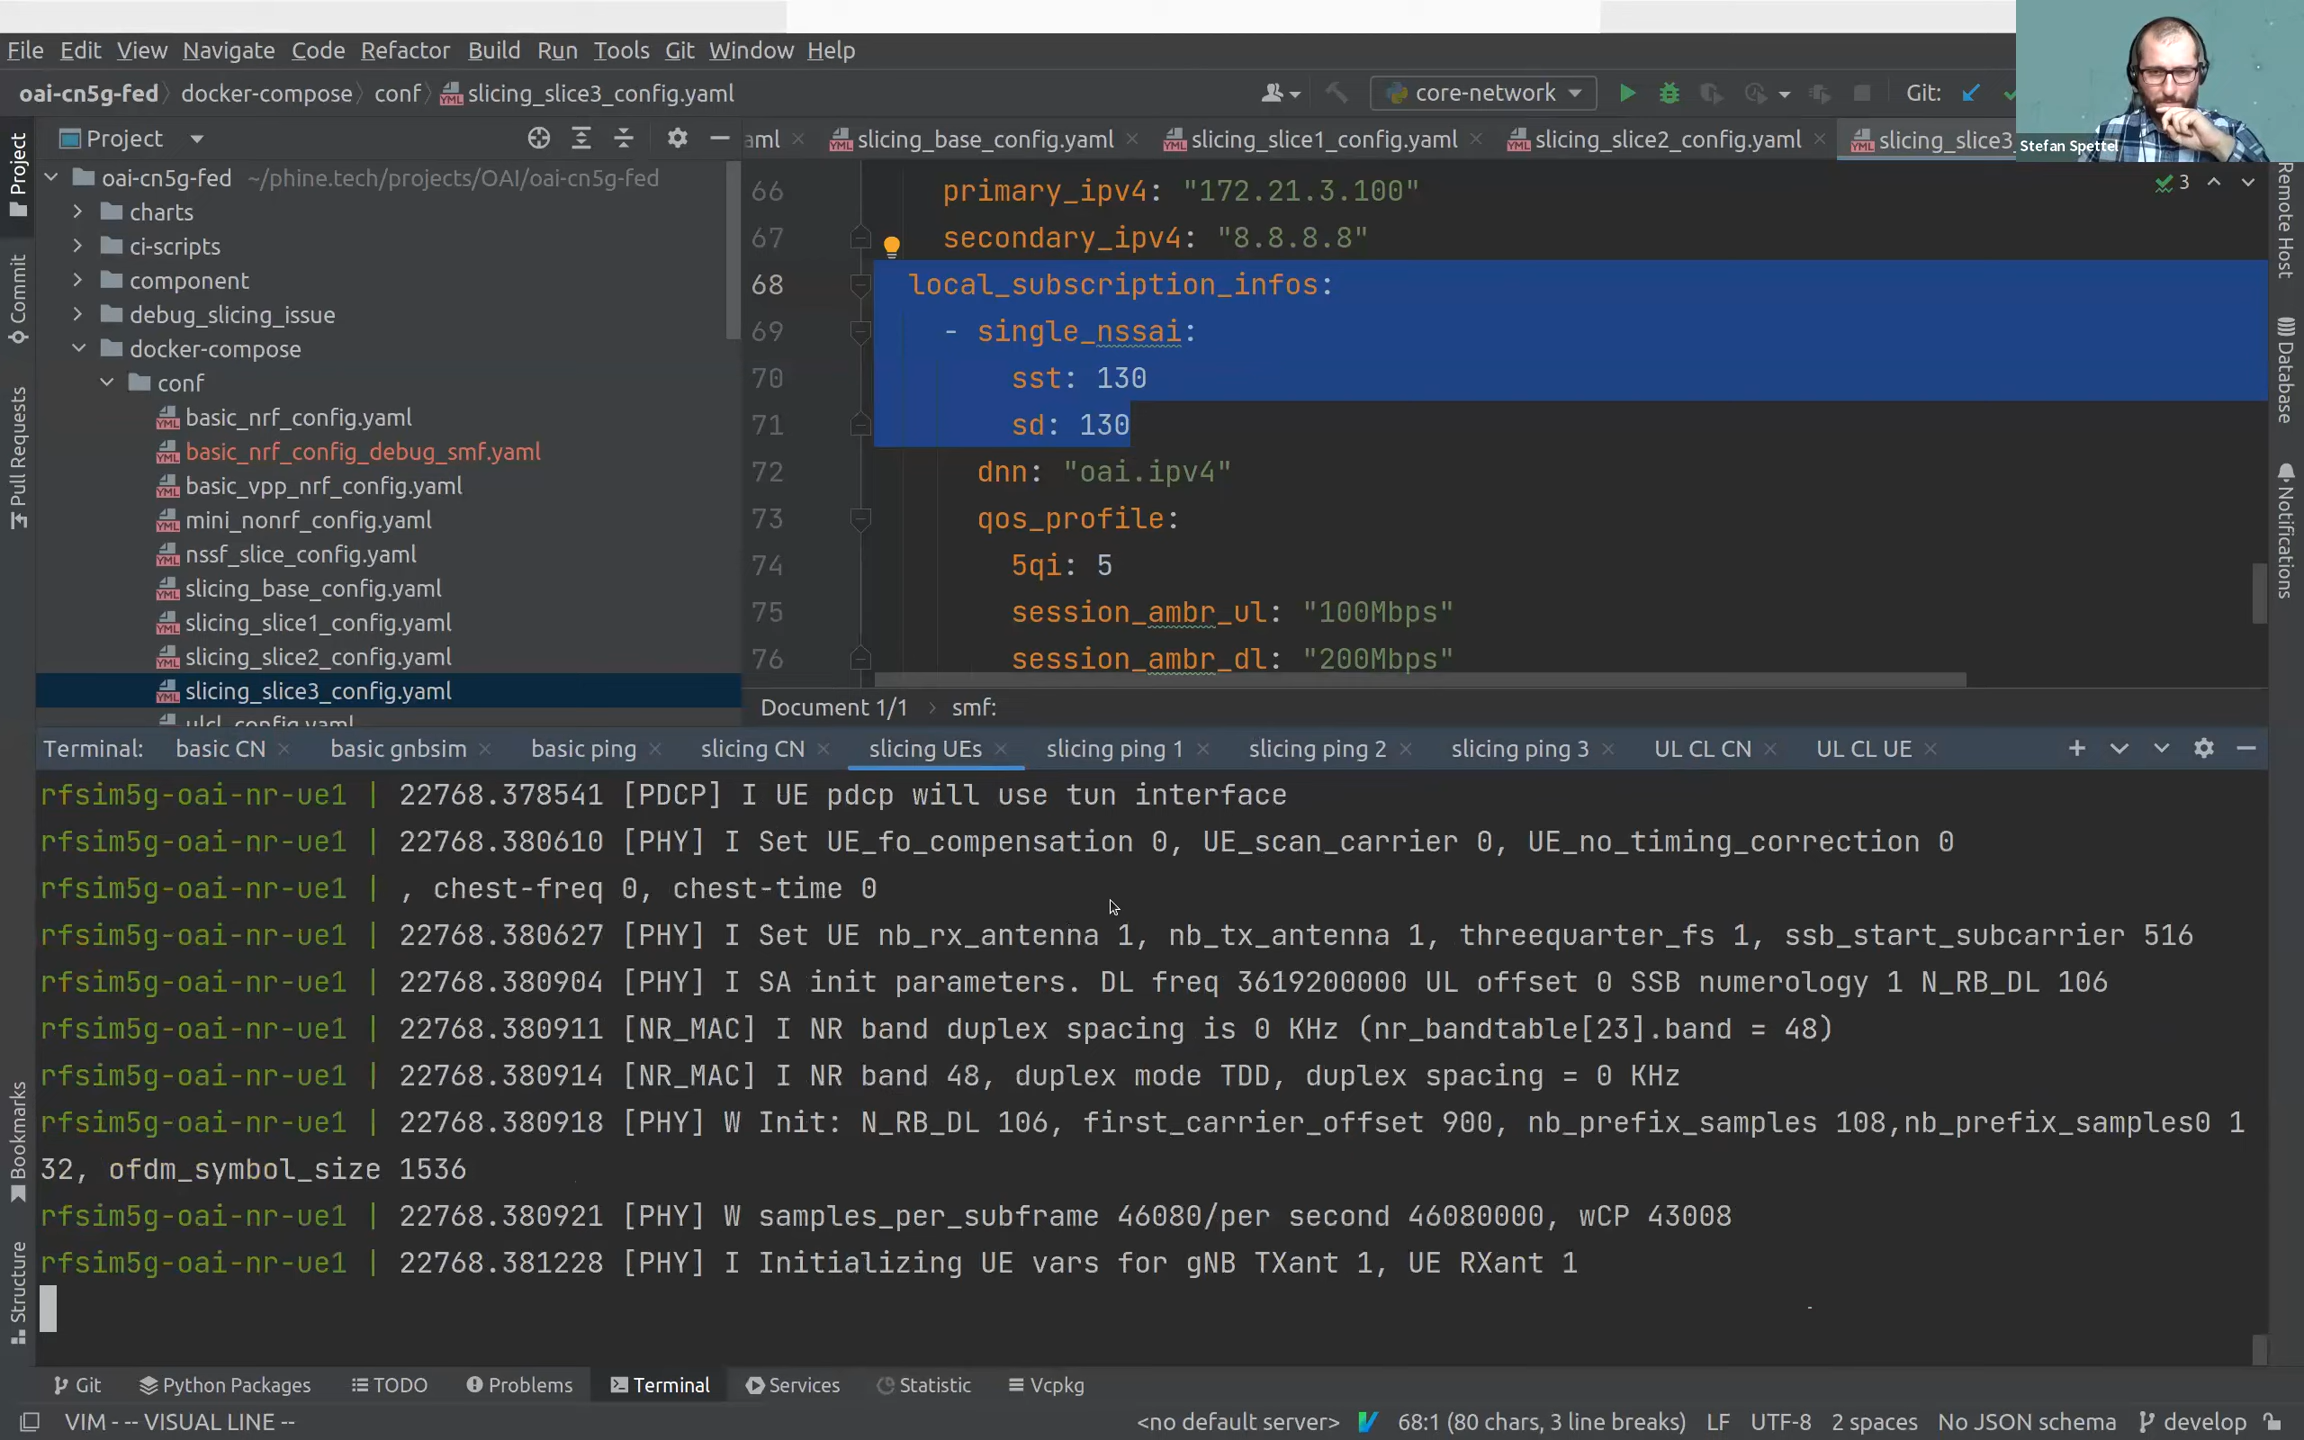 File Edit View Navigate Code Refactor Build Run Tools Git Window Help
oai-cn5g-fed docker-compose conf slicing_slice3_config.yaml core-network Git:
Stefan Spettel
Project
aml slicing_base_config.yaml slicing_slice1_config.yaml slicing_slice2_config.yaml slicing_slice3_
oai-cn5g-fed ~/phine.tech/projects/OAI/oai-cn5g-fed
charts
ci-scripts
component
debug_slicing_issue
docker-compose
conf
basic_nrf_config.yaml
basic_nrf_config_debug_smf.yaml
basic_vpp_nrf_config.yaml
mini_nonrf_config.yaml
nssf_slice_config.yaml
slicing_base_config.yaml
slicing_slice1_config.yaml
slicing_slice2_config.yaml
slicing_slice3_config.yaml
ulcl_config.yaml
3
66 primary_ipv4: "172.21.3.100"
67 secondary_ipv4: "8.8.8.8"
68 local_subscription_infos:
69 - single_nssai:
70 sst: 130
71 sd: 130
72 dnn: "oai.ipv4"
73 qos_profile:
74 5qi: 5
75 session_ambr_ul: "100Mbps"
76 session_ambr_dl: "200Mbps"
Document 1/1 smf:
Project
Commit
Pull Requests
Bookmarks
Structure
Remote Host
Database
Notifications
Terminal: basic CN basic gnbsim basic ping slicing CN slicing UEs slicing ping 1 slicing ping 2 slicing ping 3 UL CL CN UL CL UE
rfsim5g-oai-nr-ue1 | 22768.378541 [PDCP] I UE pdcp will use tun interface
rfsim5g-oai-nr-ue1 | 22768.380610 [PHY] I Set UE_fo_compensation 0, UE_scan_carrier 0, UE_no_timing_correction 0
rfsim5g-oai-nr-ue1 | , chest-freq 0, chest-time 0
rfsim5g-oai-nr-ue1 | 22768.380627 [PHY] I Set UE nb_rx_antenna 1, nb_tx_antenna 1, threequarter_fs 1, ssb_start_subcarrier 516
rfsim5g-oai-nr-ue1 | 22768.380904 [PHY] I SA init parameters. DL freq 3619200000 UL offset 0 SSB numerology 1 N_RB_DL 106
rfsim5g-oai-nr-ue1 | 22768.380911 [NR_MAC] I NR band duplex spacing is 0 KHz (nr_bandtable[23].band = 48)
rfsim5g-oai-nr-ue1 | 22768.380914 [NR_MAC] I NR band 48, duplex mode TDD, duplex spacing = 0 KHz
rfsim5g-oai-nr-ue1 | 22768.380918 [PHY] W Init: N_RB_DL 106, first_carrier_offset 900, nb_prefix_samples 108,nb_prefix_samples0 1
32, ofdm_symbol_size 1536
rfsim5g-oai-nr-ue1 | 22768.380921 [PHY] W samples_per_subframe 46080/per second 46080000, wCP 43008
rfsim5g-oai-nr-ue1 | 22768.381228 [PHY] I Initializing UE vars for gNB TXant 1, UE RXant 1
Git Python Packages TODO Problems Terminal Services Statistic Vcpkg
VIM - -- VISUAL LINE -- <no default server> 68:1 (80 chars, 3 line breaks) LF UTF-8 2 spaces No JSON schema develop